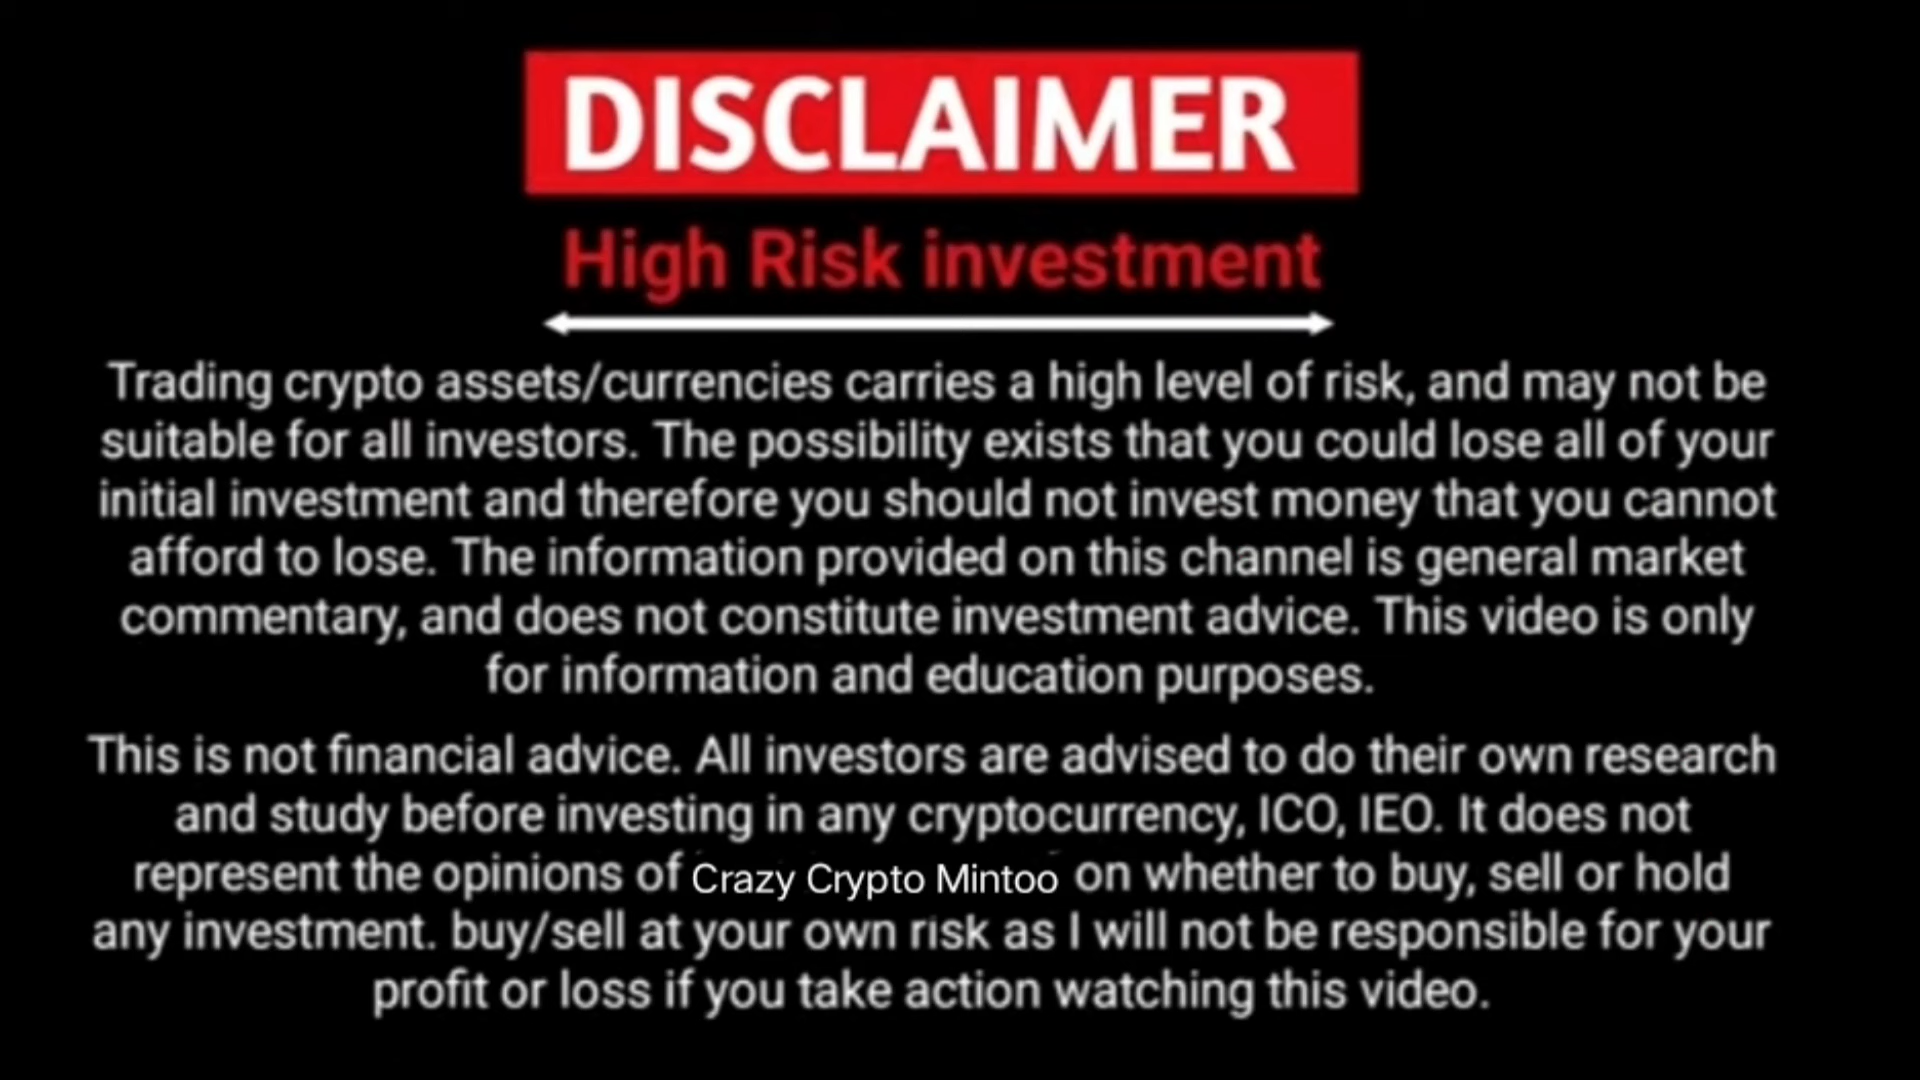 DISCLAIMER
High Risk investment
Trading crypto assets/currencies carries a high level of risk, and may not be
suitable for all investors. The possibility exists that you could lose all of your
initial investment and therefore you should not invest money that you cannot
afford to lose. The information provided on this channel is general market
commentary, and does not constitute investment advice. This video is only
for information and education purposes.
This is not financial advice. All investors are advised to do their own research
and study before investing in any cryptocurrency, ICO, IEO. It does not
represent the opinions of Crazy Crypto Mintoo on whether to buy, sell or hold
any investment. buy/sell at your own risk as I will not be responsible for your
profit or loss if you take action watching this video.